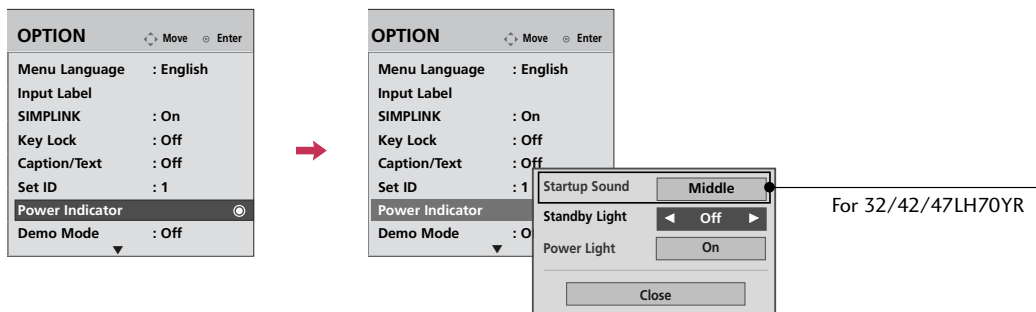 OPTION Move Enter
Menu Language : English
Input Label
SIMPLINK : On
Key Lock : Off
Caption/Text : Off
Set ID : 1
Power Indicator
Demo Mode : Off
OPTION Move Enter
Menu Language : English
Input Label
SIMPLINK : On
Key Lock : Off
Caption/Text : Off
Set ID : 1
Power Indicator
Demo Mode : O
Startup Sound Middle
Standby Light ◀ Off ▶
Power Light On
Close
For 32/42/47LH70YR